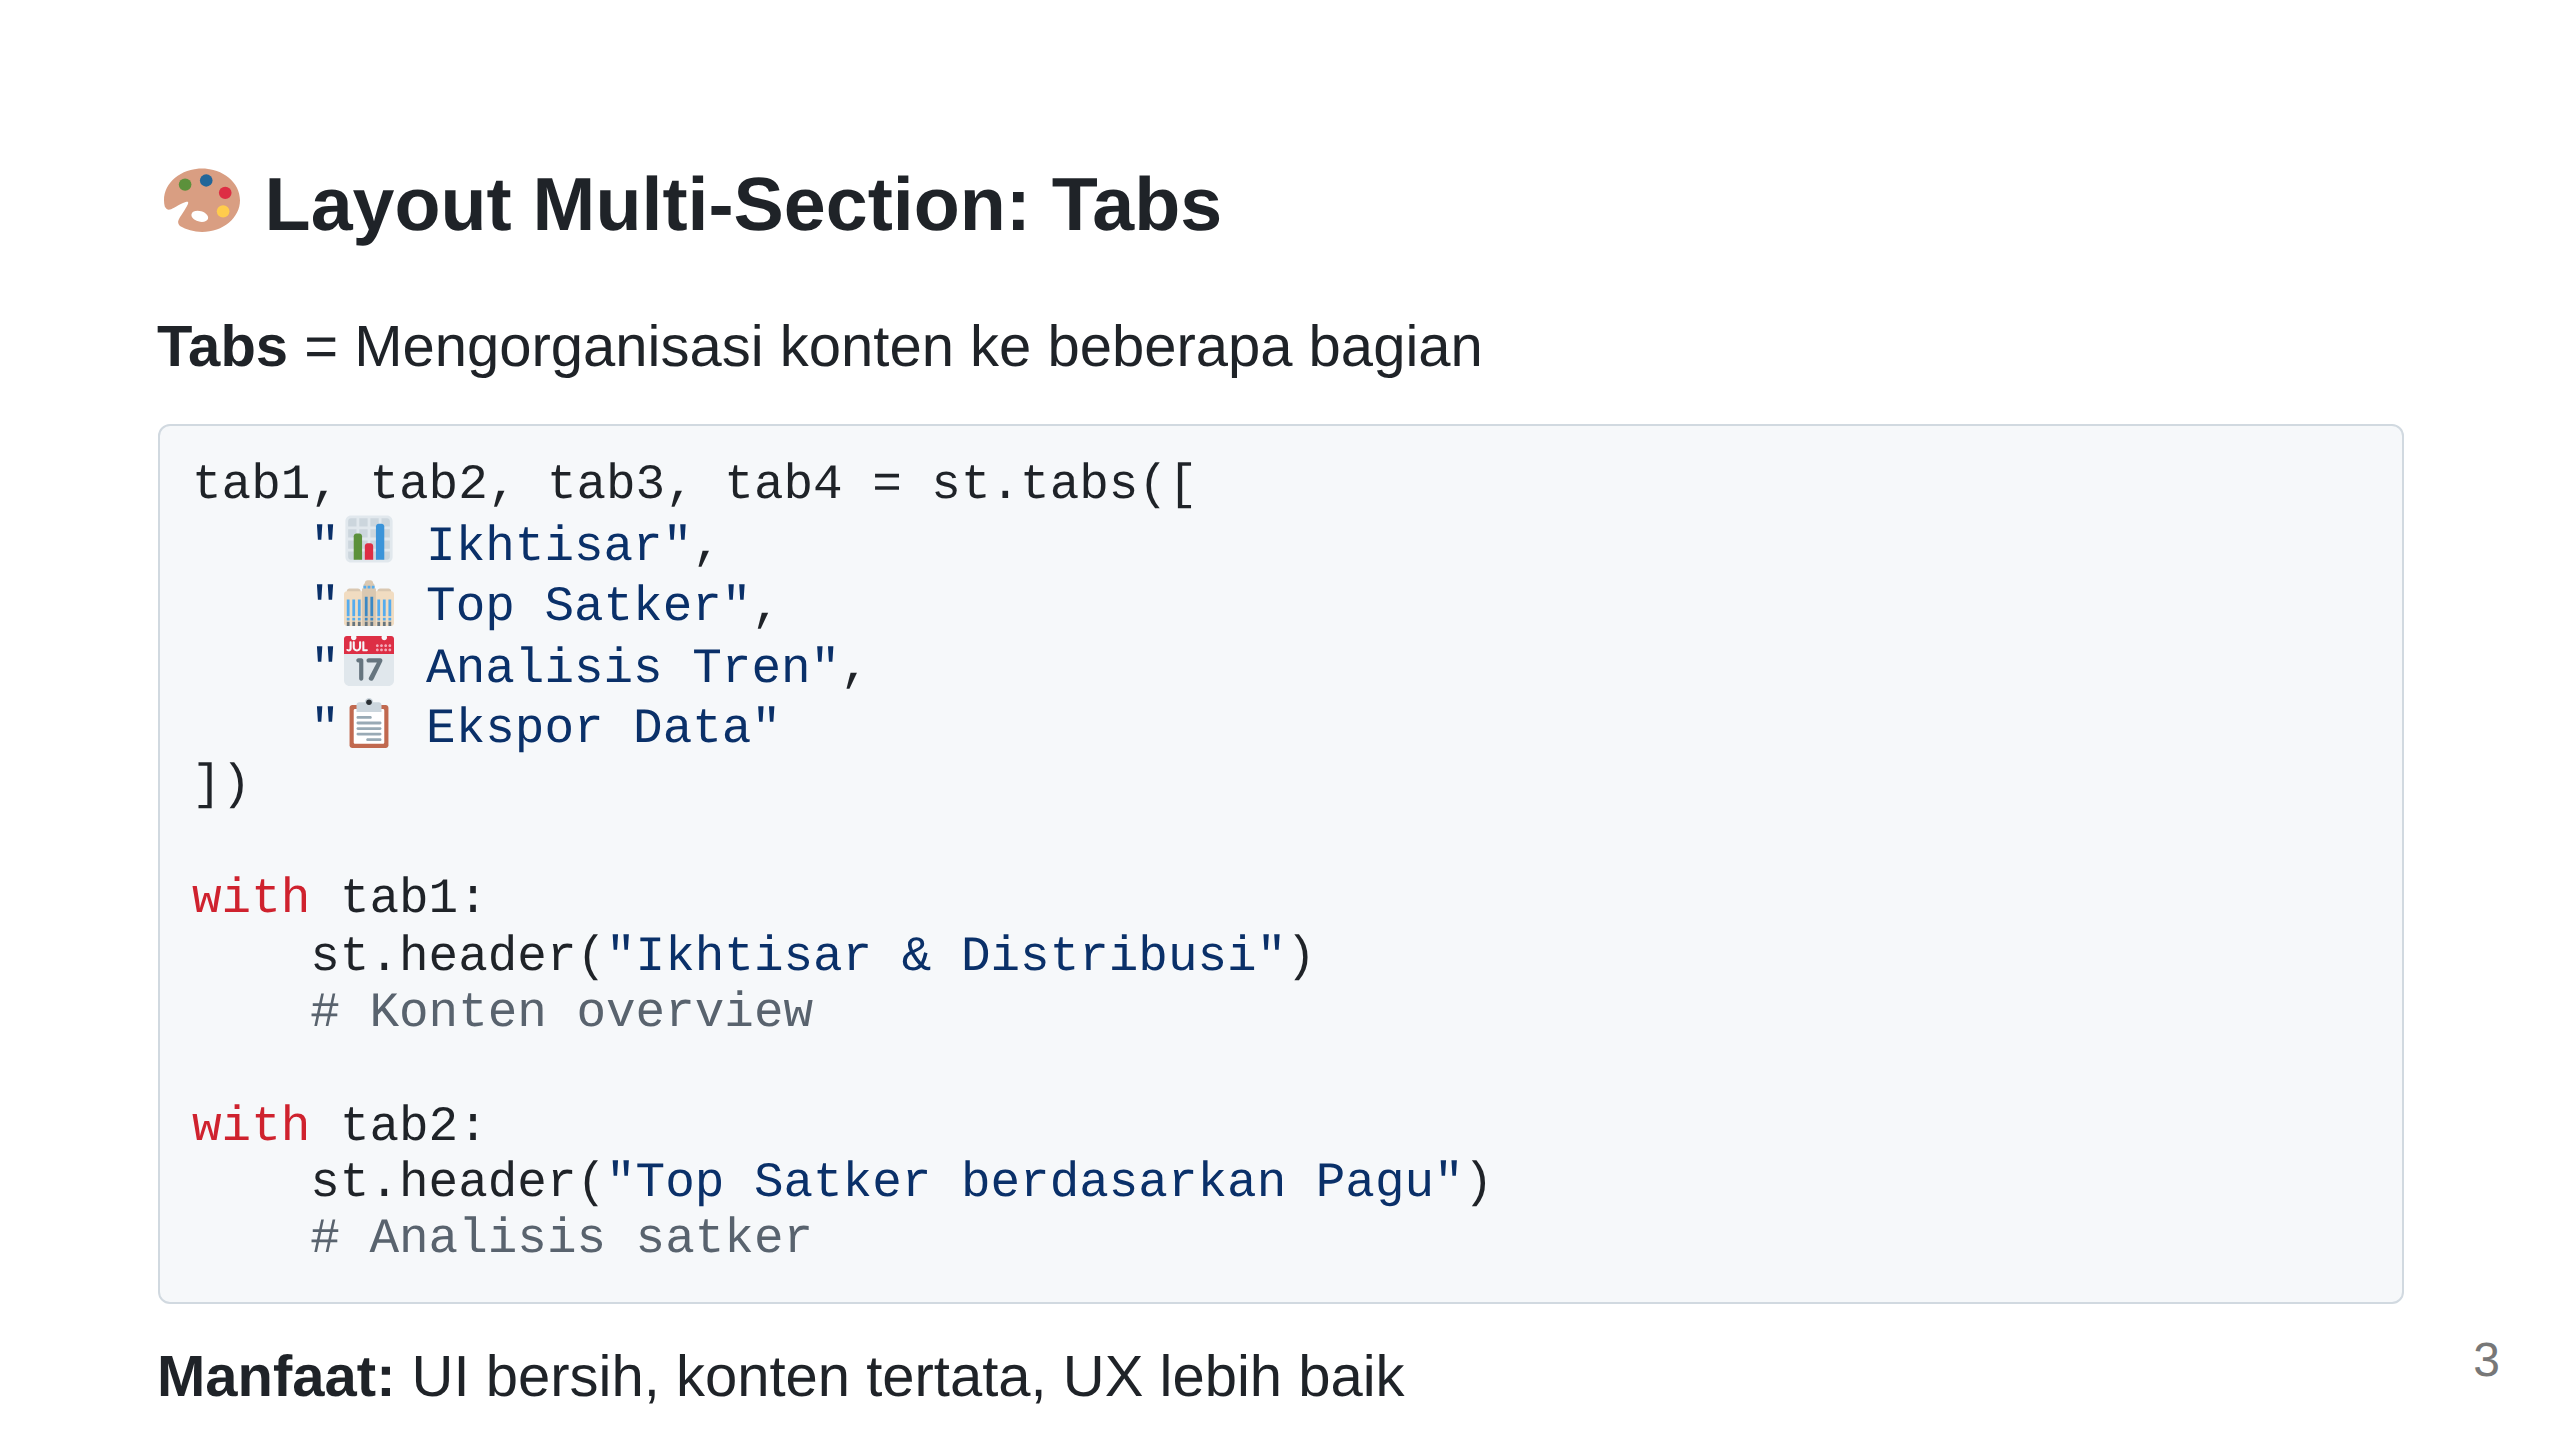 🎨 Layout Multi-Section: Tabs
Tabs = Mengorganisasi konten ke beberapa bagian
tab1, tab2, tab3, tab4 = st.tabs([
    "📊 Ikhtisar",
    "🏢 Top Satker",
    "📅 Analisis Tren",
    "📋 Ekspor Data"
])
with tab1:
    st.header("Ikhtisar & Distribusi")
    # Konten overview
with tab2:
    st.header("Top Satker berdasarkan Pagu")
    # Analisis satker
Manfaat: UI bersih, konten tertata, UX lebih baik
3